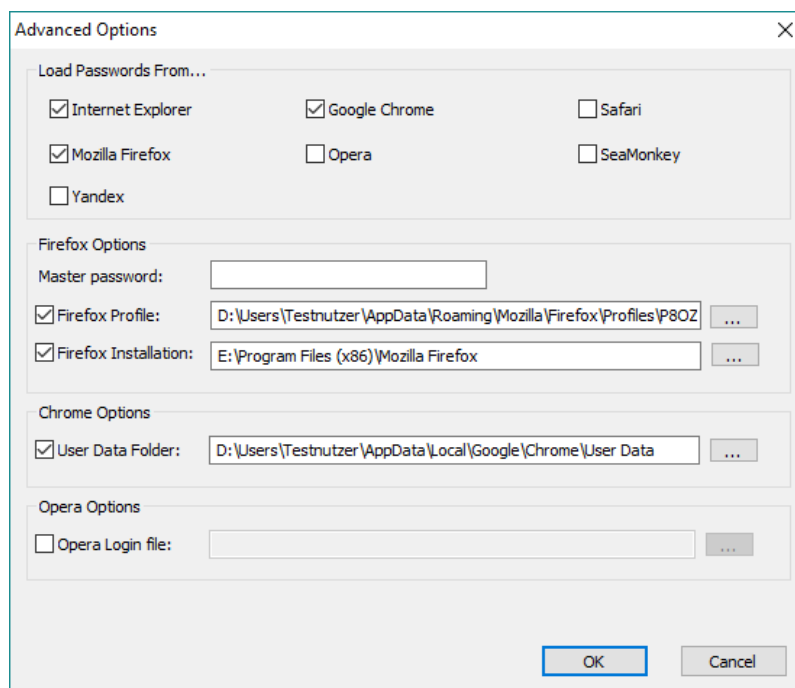 Advanced Options
Load Passwords From...
Internet Explorer
Google Chrome
Safari
Mozilla Firefox
Opera
SeaMonkey
Yandex
Firefox Options
Master password:
Firefox Profile: D:\Users\Testnutzer\AppData\Roaming\Mozilla\Firefox\Profiles\P8OZ ...
Firefox Installation: E:\Program Files (x86)\Mozilla Firefox ...
Chrome Options
User Data Folder: D:\Users\Testnutzer\AppData\Local\Google\Chrome\User Data ...
Opera Options
Opera Login file: ...
OK
Cancel